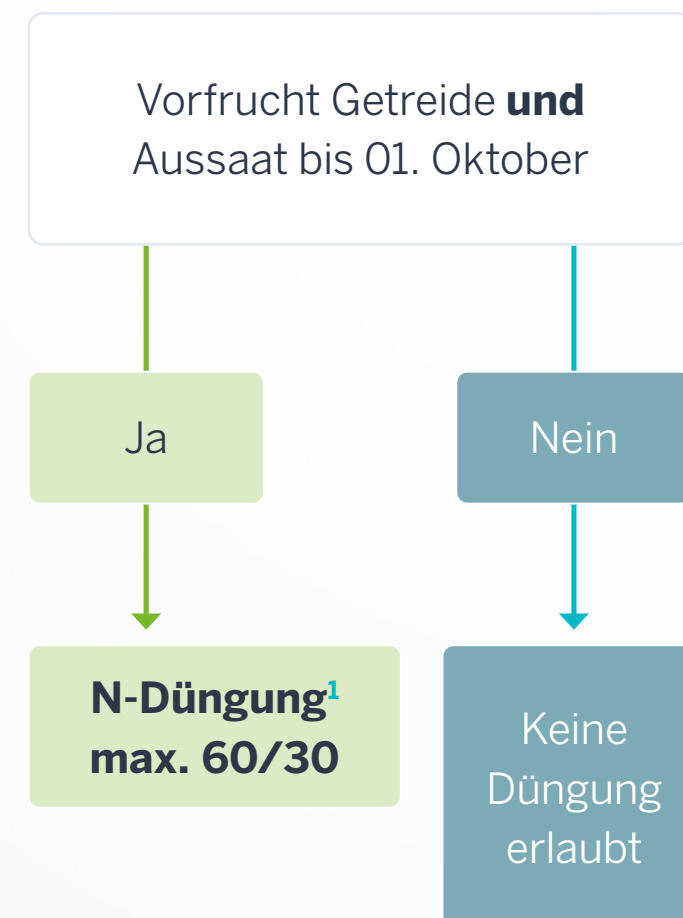 Vorfrucht Getreide und
Aussaat bis 01. Oktober
Ja
Nein
N-Düngung¹
max. 60/30
Keine
Düngung
erlaubt